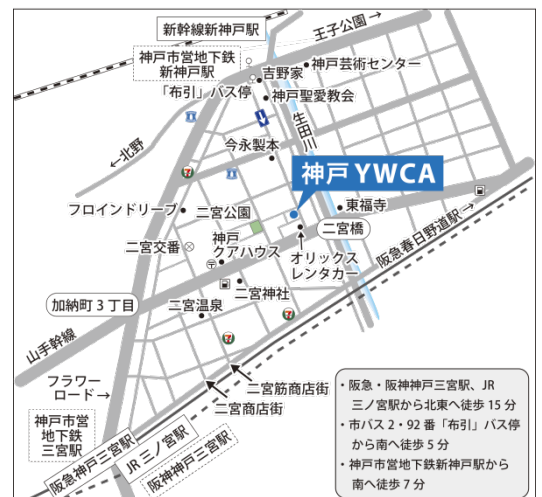 新幹線新神戸駅
王子公園→
神戸市営地下鉄
新神戸駅
神戸芸術センター
吉野家
「布引」バス停
神戸聖愛教会
生田川
←北野
今永製本
神戸 YWCA
フロインドリーブ
二宮公園
東福寺
二宮橋
二宮交番
神戸
クアハウス
オリックス
レンタカー
阪急春日野道駅→
二宮神社
加納町 3 丁目
二宮温泉
山手幹線
フラワー
ロード→
二宮筋商店街
二宮商店街
神戸市営
地下鉄
三宮駅
阪急神戸三宮駅
JR 三ノ宮駅
阪神神戸三宮駅
・阪急・阪神神戸三宮駅、JR
三ノ宮駅から北東へ徒歩 15 分
・市バス 2・92 番「布引」バス停
から南へ徒歩 5 分
・神戸市営地下鉄新神戸駅から
南へ徒歩 7 分